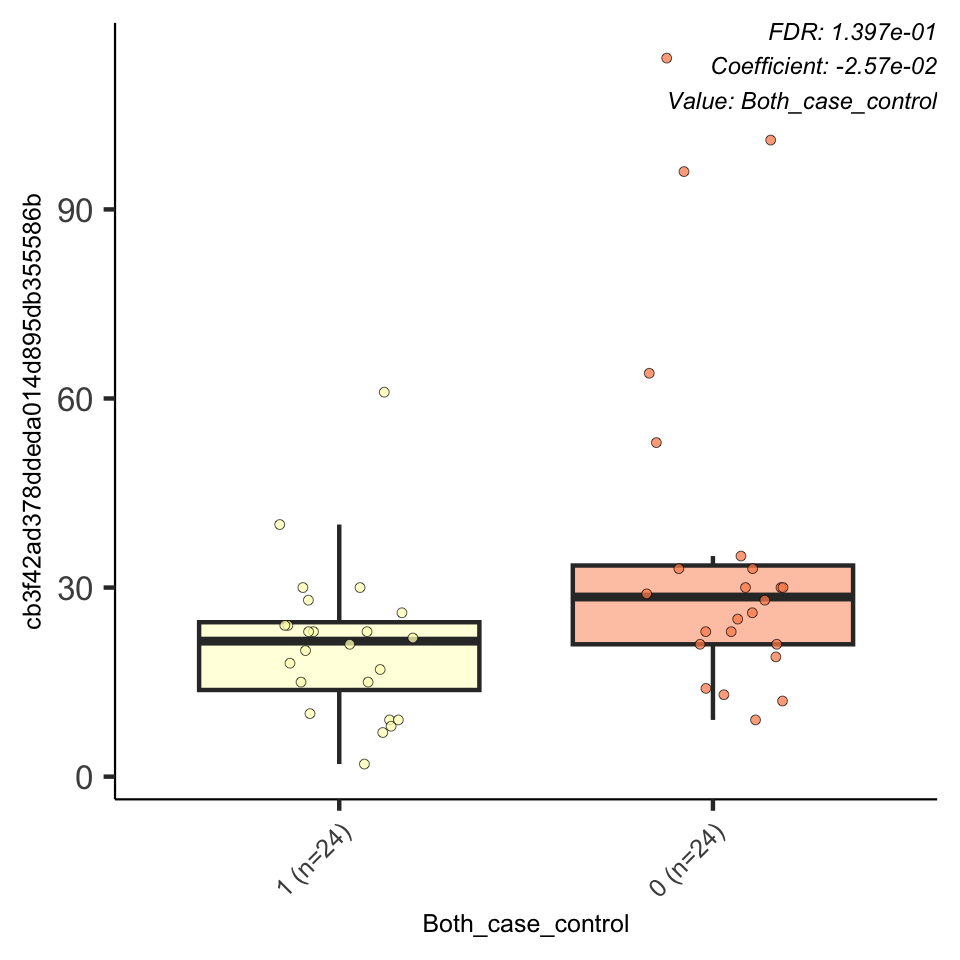 FDR: 1.397e-01
Coefficient: -2.57e-02
Value: Both_case_control
cb3f42ad378ddeda014d895db355586b
90
60
30
0
1 (n=24)
0 (n=24)
Both_case_control